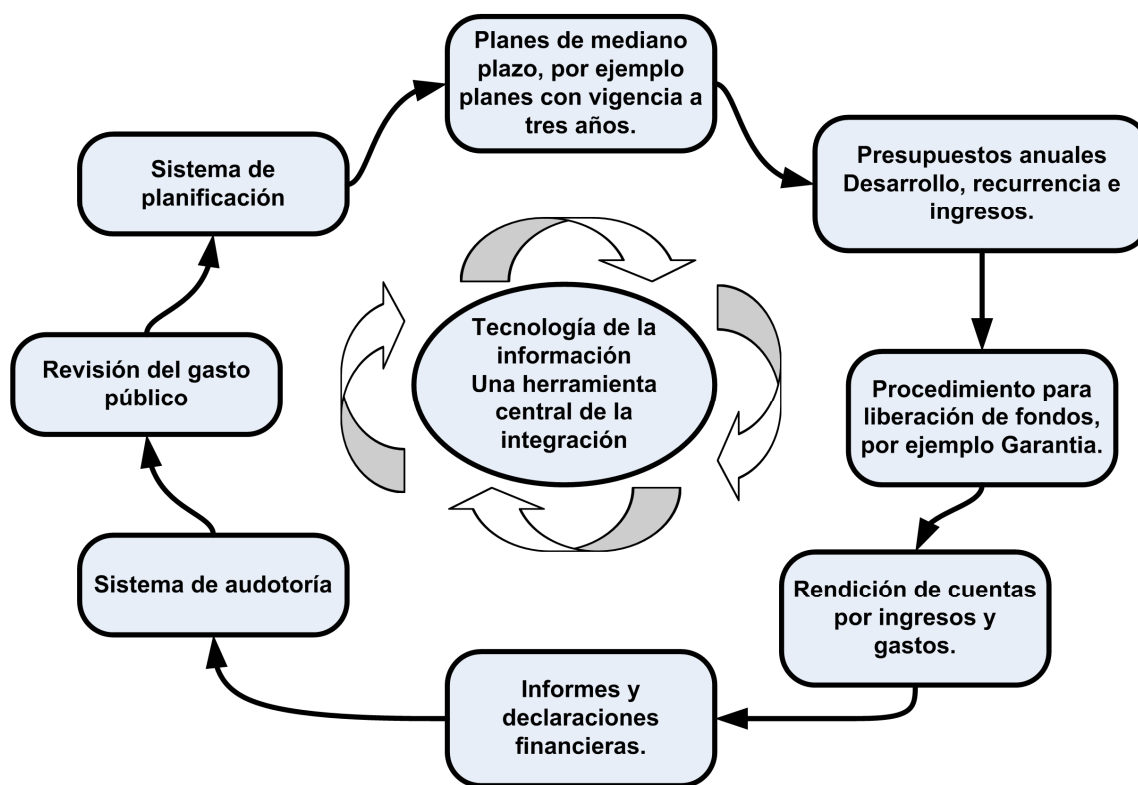 Planes de mediano
plazo, por ejemplo
planes con vigencia a
tres años.
Presupuestos anuales
Desarrollo, recurrencia e
ingresos.
Procedimiento para
liberación de fondos,
por ejemplo Garantia.
Rendición de cuentas
por ingresos y
gastos.
Informes y
declaraciones
financieras.
Sistema de audotoría
Revisión del gasto
público
Sistema de
planificación
Tecnología de la
información
Una herramienta
central de la
integración